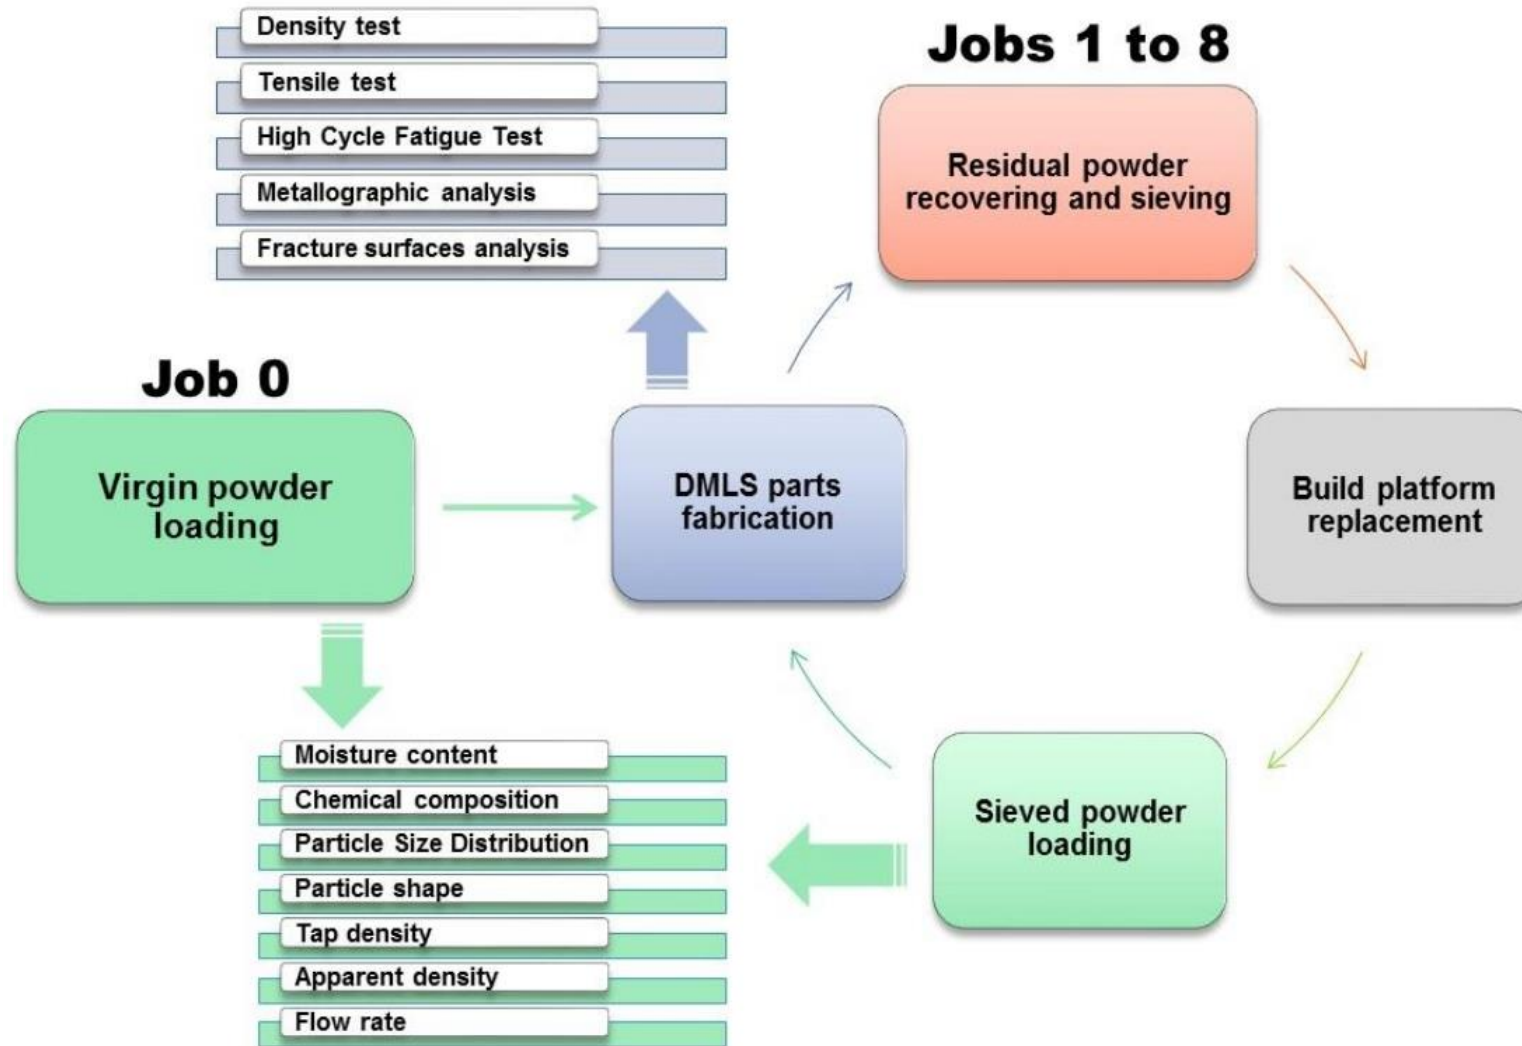 Density test
Tensile test
High Cycle Fatigue Test
Metallographic analysis
Fracture surfaces analysis
Jobs 1 to 8
Residual powder
recovering and sieving
Job 0
Virgin powder
loading
DMLS parts
fabrication
Build platform
replacement
Sieved powder
loading
Moisture content
Chemical composition
Particle Size Distribution
Particle shape
Tap density
Apparent density
Flow rate